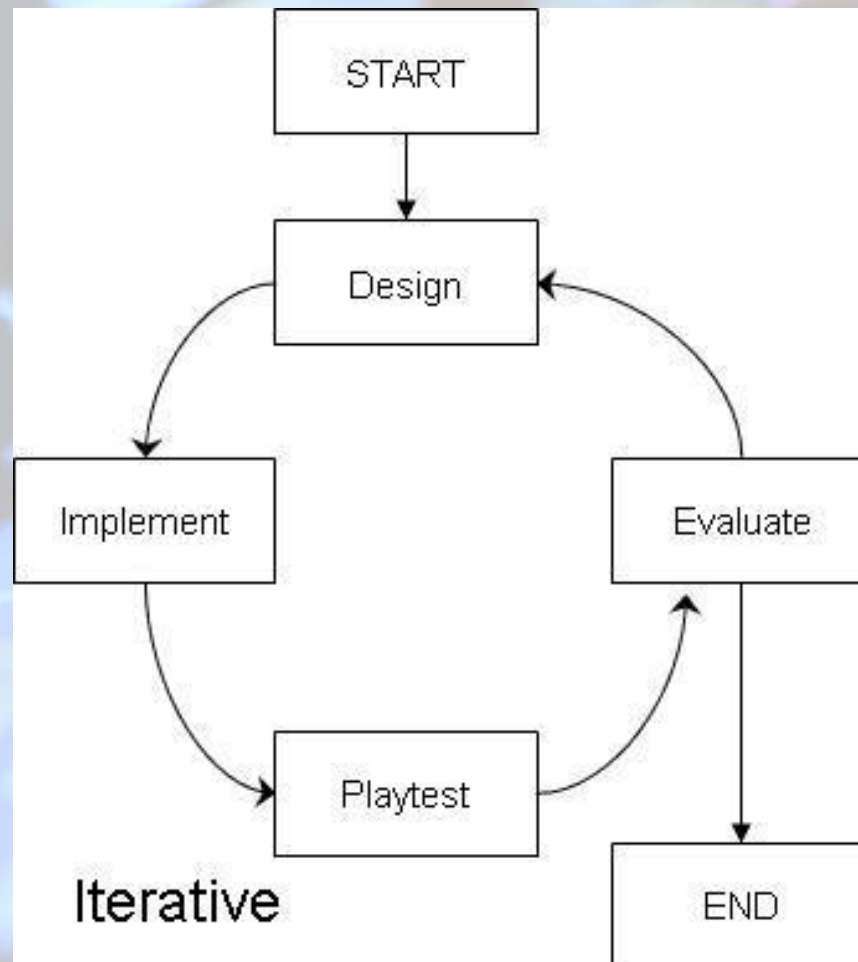 START
Design
Implement
Evaluate
Playtest
Iterative
END